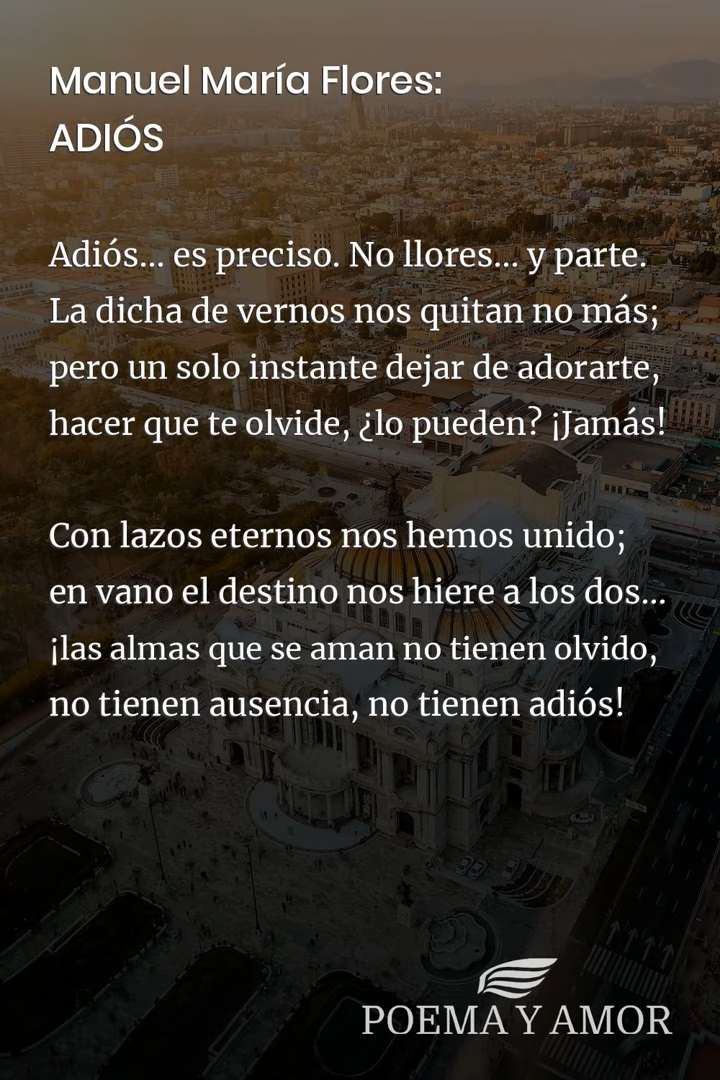 Manuel María Flores:
ADIÓS
Adiós... es preciso. No llores... y parte.
La dicha de vernos nos quitan no más;
pero un solo instante dejar de adorarte,
hacer que te olvide, ¿lo pueden? ¡Jamás!
Con lazos eternos nos hemos unido;
en vano el destino nos hiere a los dos...
¡las almas que se aman no tienen olvido,
no tienen ausencia, no tienen adiós!
POEMA Y AMOR